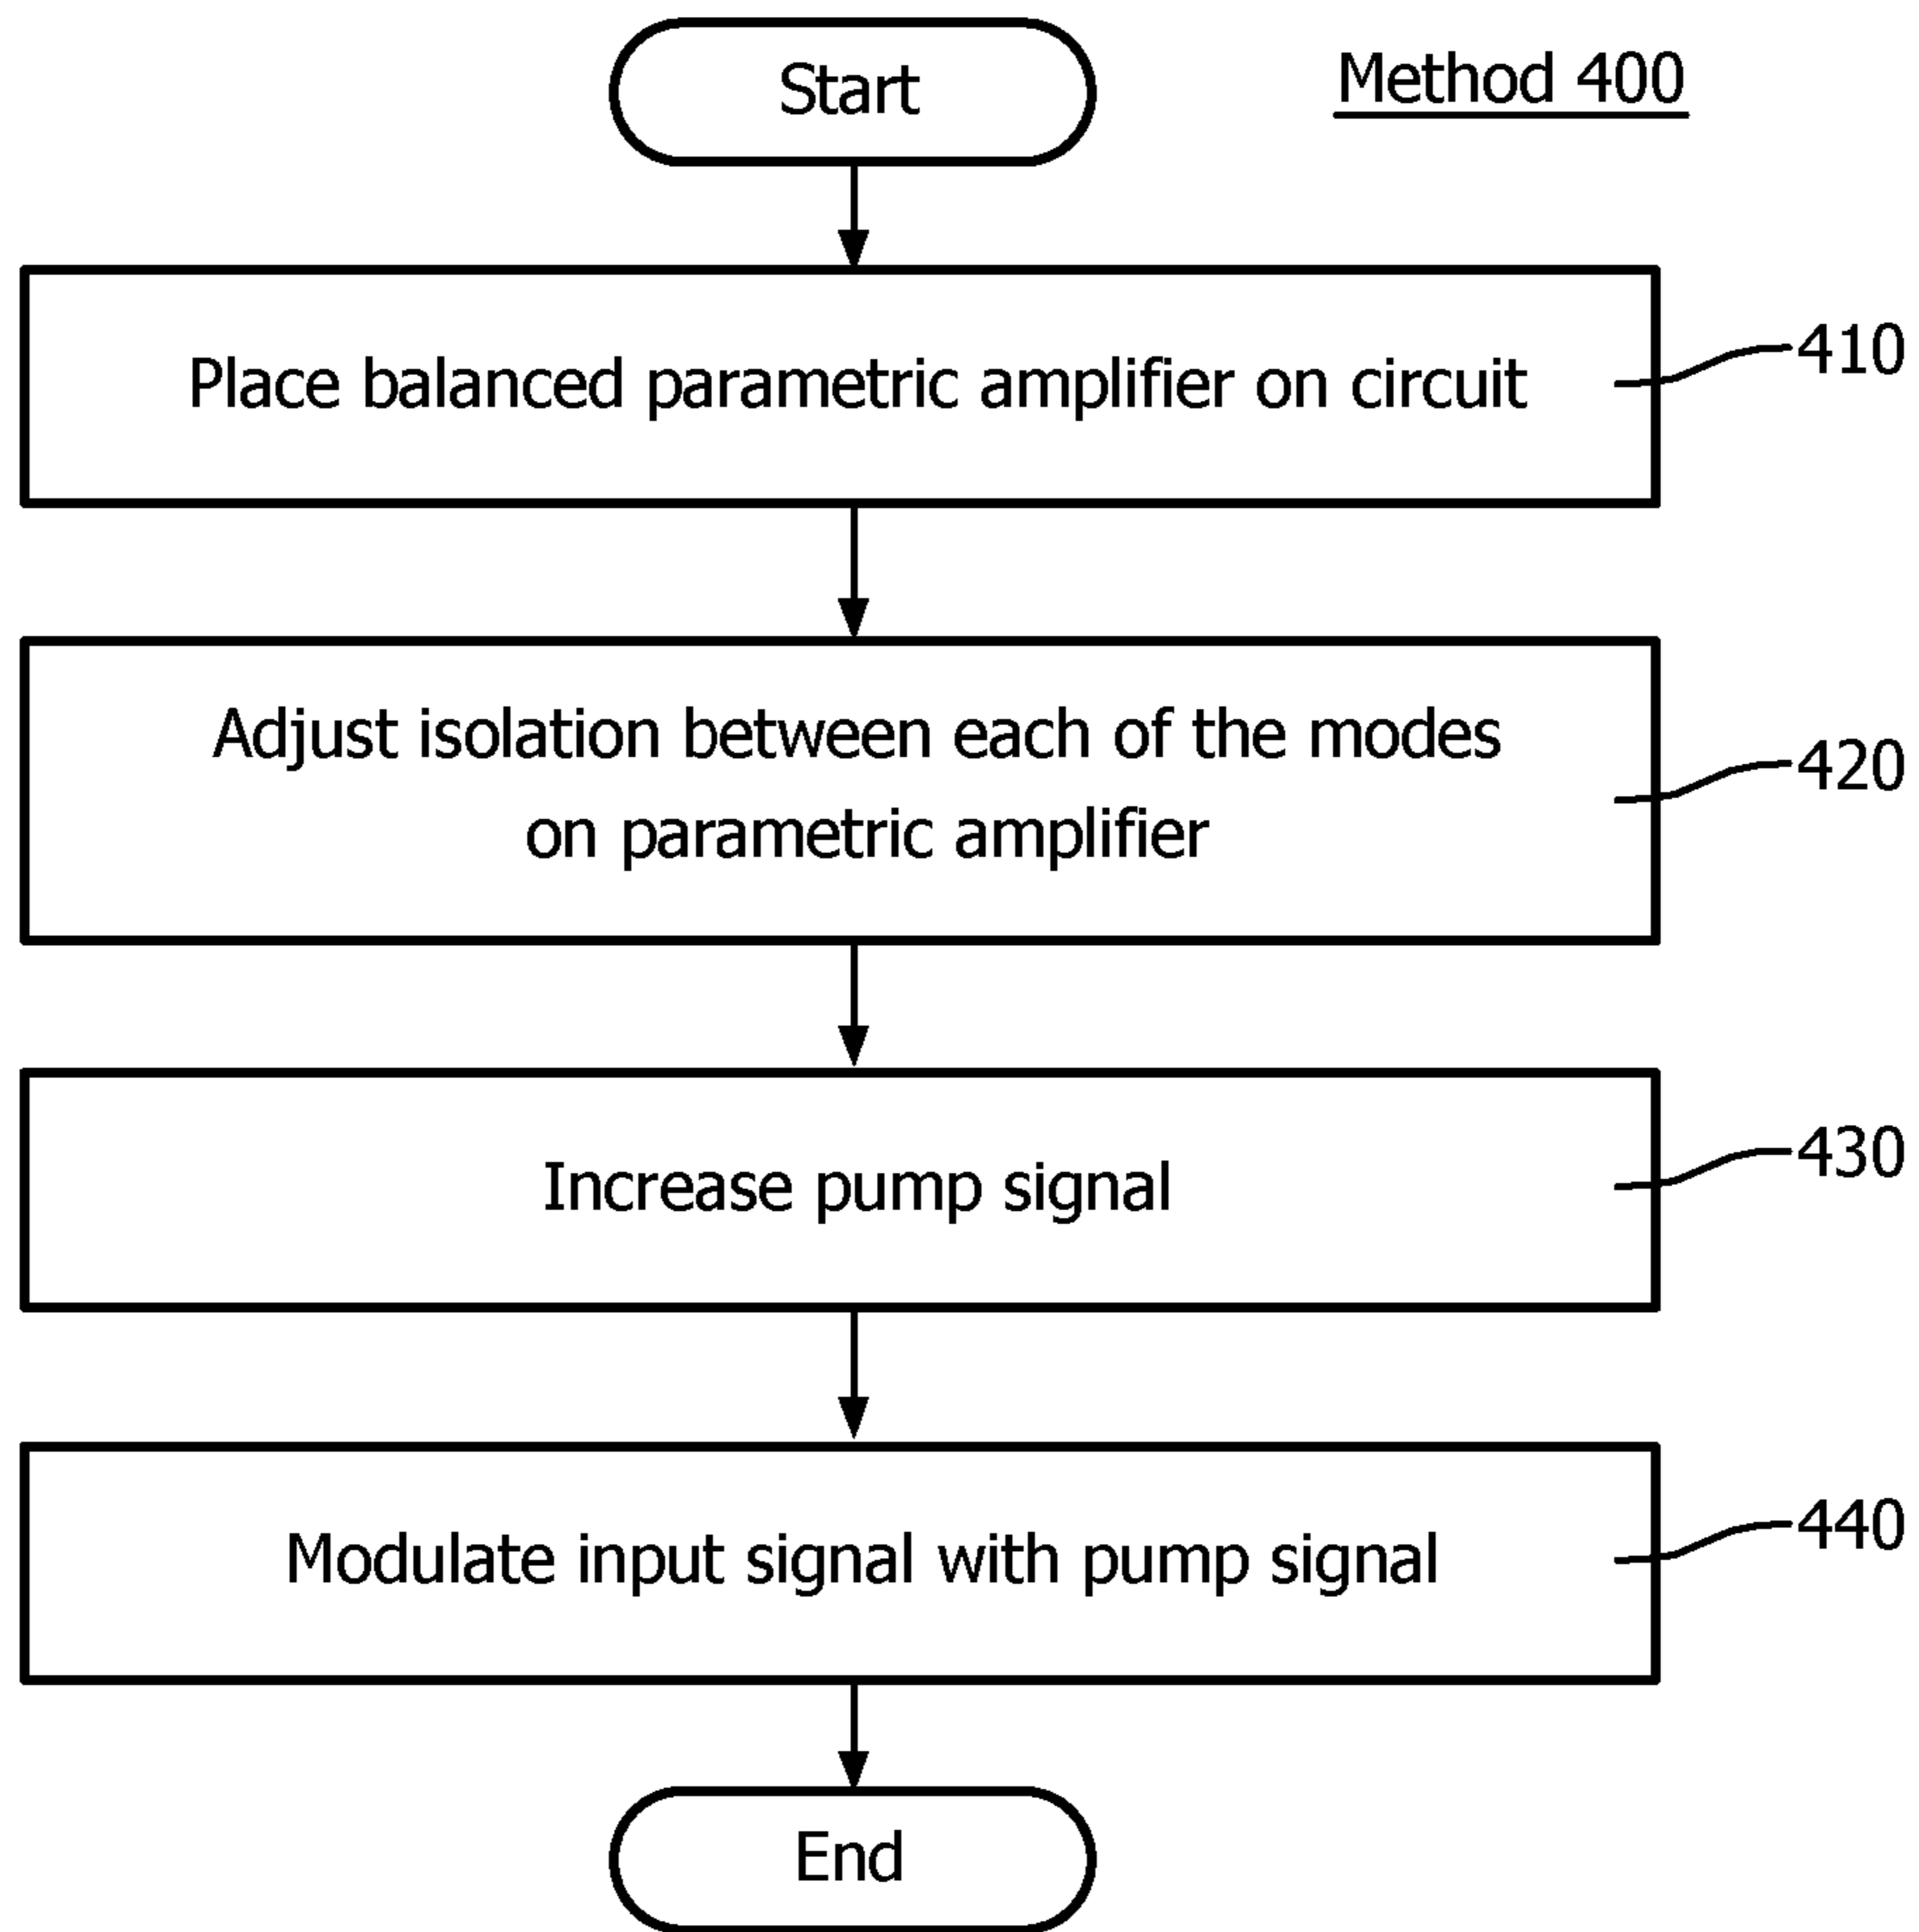 Start
Method 400
Place balanced parametric amplifier on circuit
410
Adjust isolation between each of the modes
on parametric amplifier
420
Increase pump signal
430
Modulate input signal with pump signal
440
End